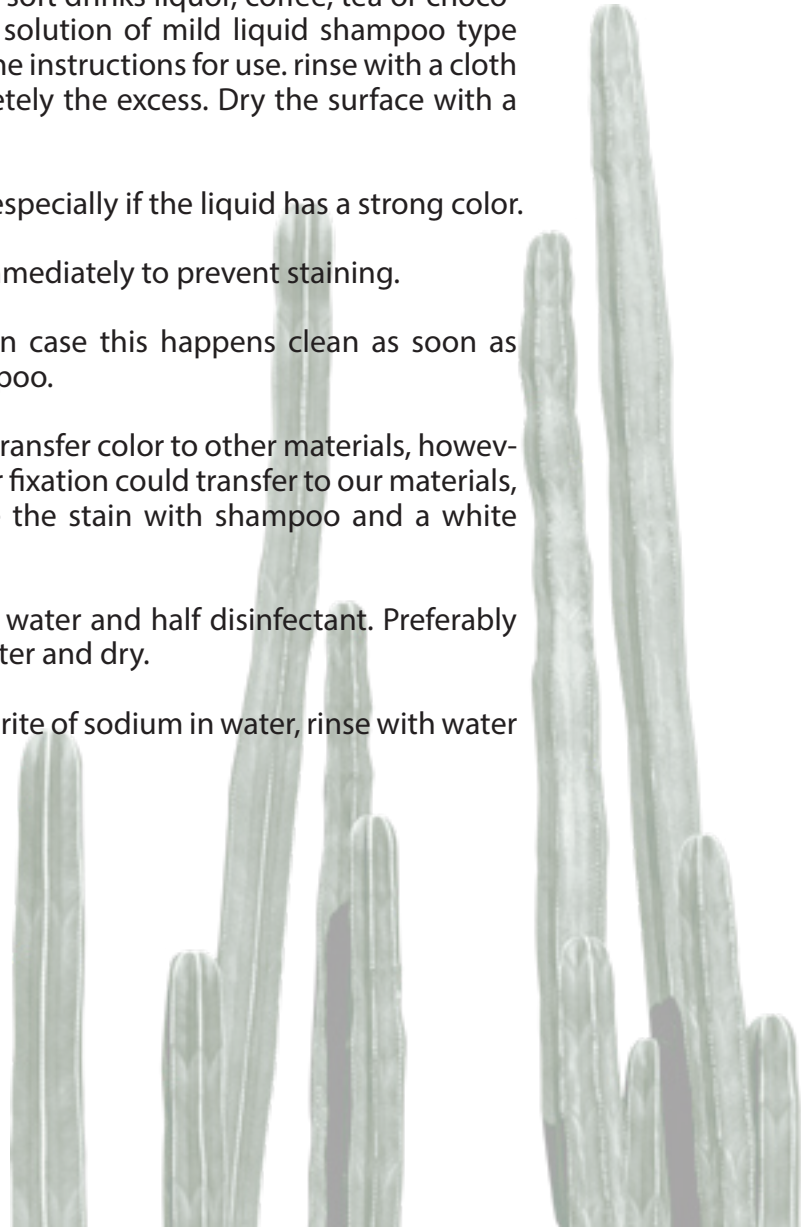 soft drinks liquor, coffee, tea or choco-
solution of mild liquid shampoo type
instructions for use. rinse with a cloth
the excess. Dry the surface with a
especially if the liquid has a strong color.
mmediately to prevent staining.
n case this happens clean as soon as
poo.
transfer color to other materials, howev-
r fixation could transfer to our materials,
the stain with shampoo and a white
water and half disinfectant. Preferably
ter and dry.
rite of sodium in water, rinse with water